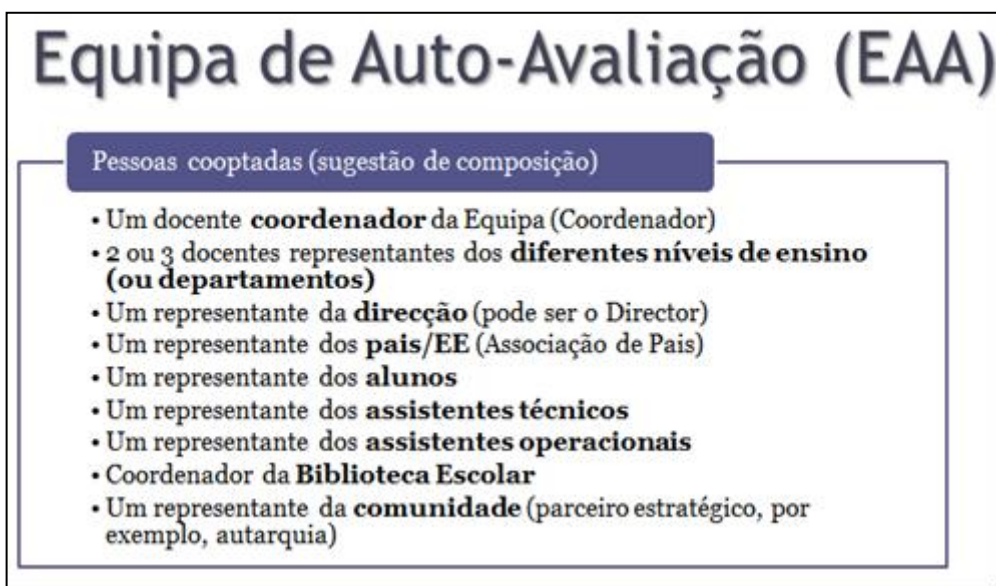 Equipa de Auto-Avaliação (EAA)
Pessoas cooptadas (sugestão de composição)
• Um docente coordenador da Equipa (Coordenador)
• 2 ou 3 docentes representantes dos diferentes níveis de ensino
(ou departamentos)
• Um representante da direcção (pode ser o Director)
• Um representante dos pais/EE (Associação de Pais)
• Um representante dos alunos
• Um representante dos assistentes técnicos
• Um representante dos assistentes operacionais
• Coordenador da Biblioteca Escolar
• Um representante da comunidade (parceiro estratégico, por
exemplo, autarquia)